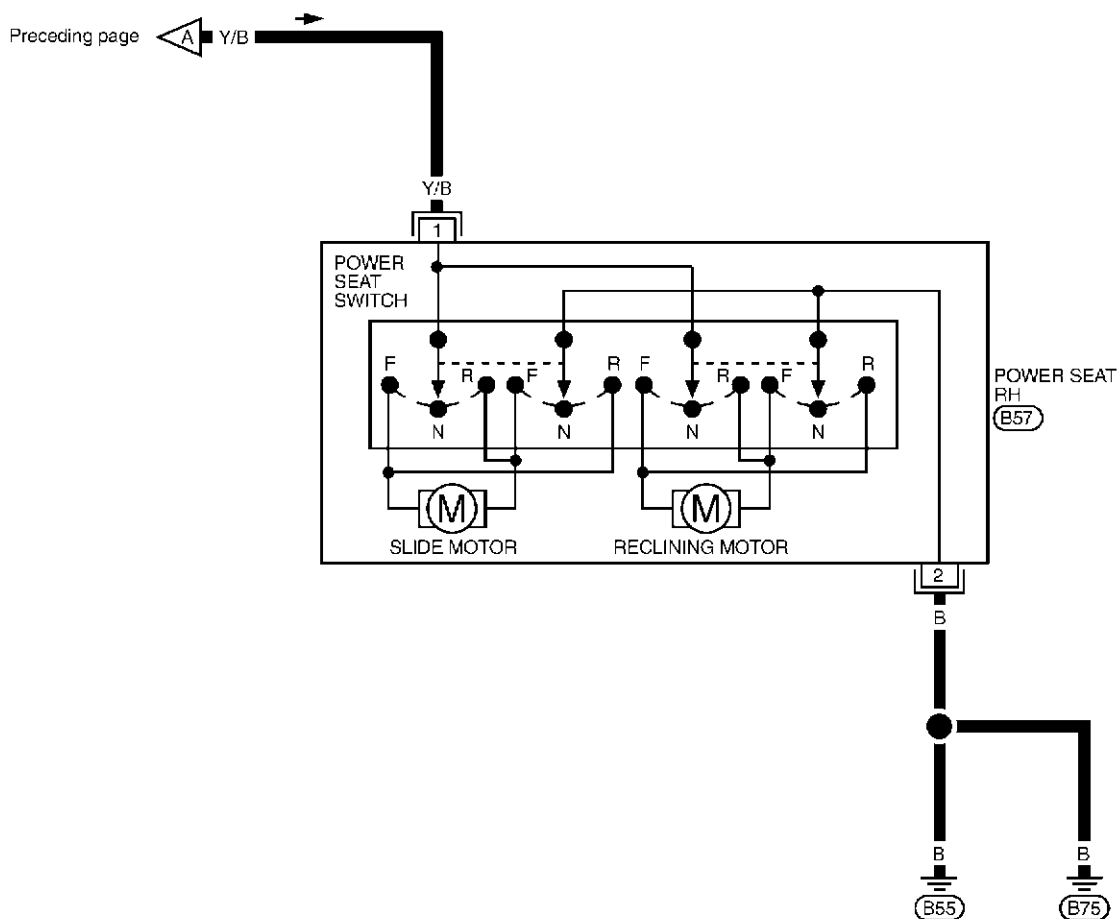 Preceding page A Y/B
Y/B
1
POWER
SEAT
SWITCH
F R F R F R F R
N N N N
POWER SEAT
RH
B57
M M
SLIDE MOTOR RECLINING MOTOR
2
B
B B
B55 B75